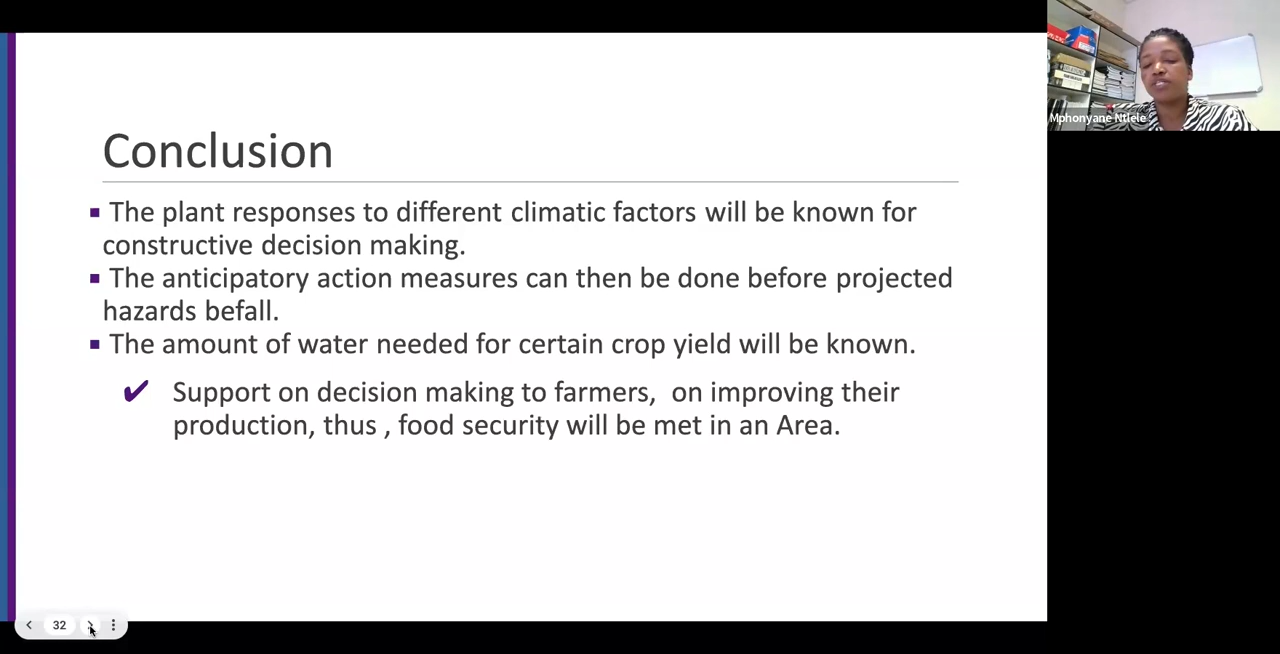 Conclusion
▪ The plant responses to different climatic factors will be known for
constructive decision making.
▪ The anticipatory action measures can then be done before projected
hazards befall.
▪ The amount of water needed for certain crop yield will be known.
✔ Support on decision making to farmers,  on improving their
production, thus , food security will be met in an Area.
Mphonyane Ntlele
32